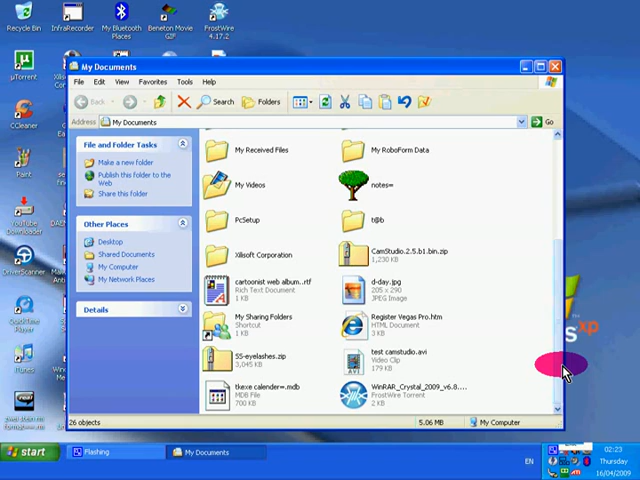 Recycle Bin
InfraRecorder
My Bluetooth
Places
Beneton Movie
GIF
FrostWire
4.17.2
µTorrent
CCleaner
Paint
YouTube
Downloader
DriverScanner
QuickTime
Player
iTunes
My Documents
File Edit View Favorites Tools Help
Back Search Folders
Address My Documents Go
File and Folder Tasks
Make a new folder
Publish this folder to the
Web
Share this folder
Other Places
Desktop
Shared Documents
My Computer
My Network Places
Details
My Received Files
My RoboForm Data
My Videos
notes=
PcSetup
t@b
Xilisoft Corporation
CamStudio.2.5.b1.bin.zip
1,230 KB
cartoonist web album..rtf
Rich Text Document
1 KB
d-day.jpg
205 x 290
JPEG Image
My Sharing Folders
Shortcut
1 KB
Register Vegas Pro.htm
HTML Document
3 KB
55-eyelashes.zip
3,045 KB
test camstudio.avi
Video Clip
179 KB
tkexe calender=.mdb
MDB File
700 KB
WinRAR_Crystal_2009_v6.8....
FrostWire Torrent
2 KB
26 objects 5.06 MB My Computer
xp
start Flashing My Documents EN 02:23
Thursday
16/04/2009